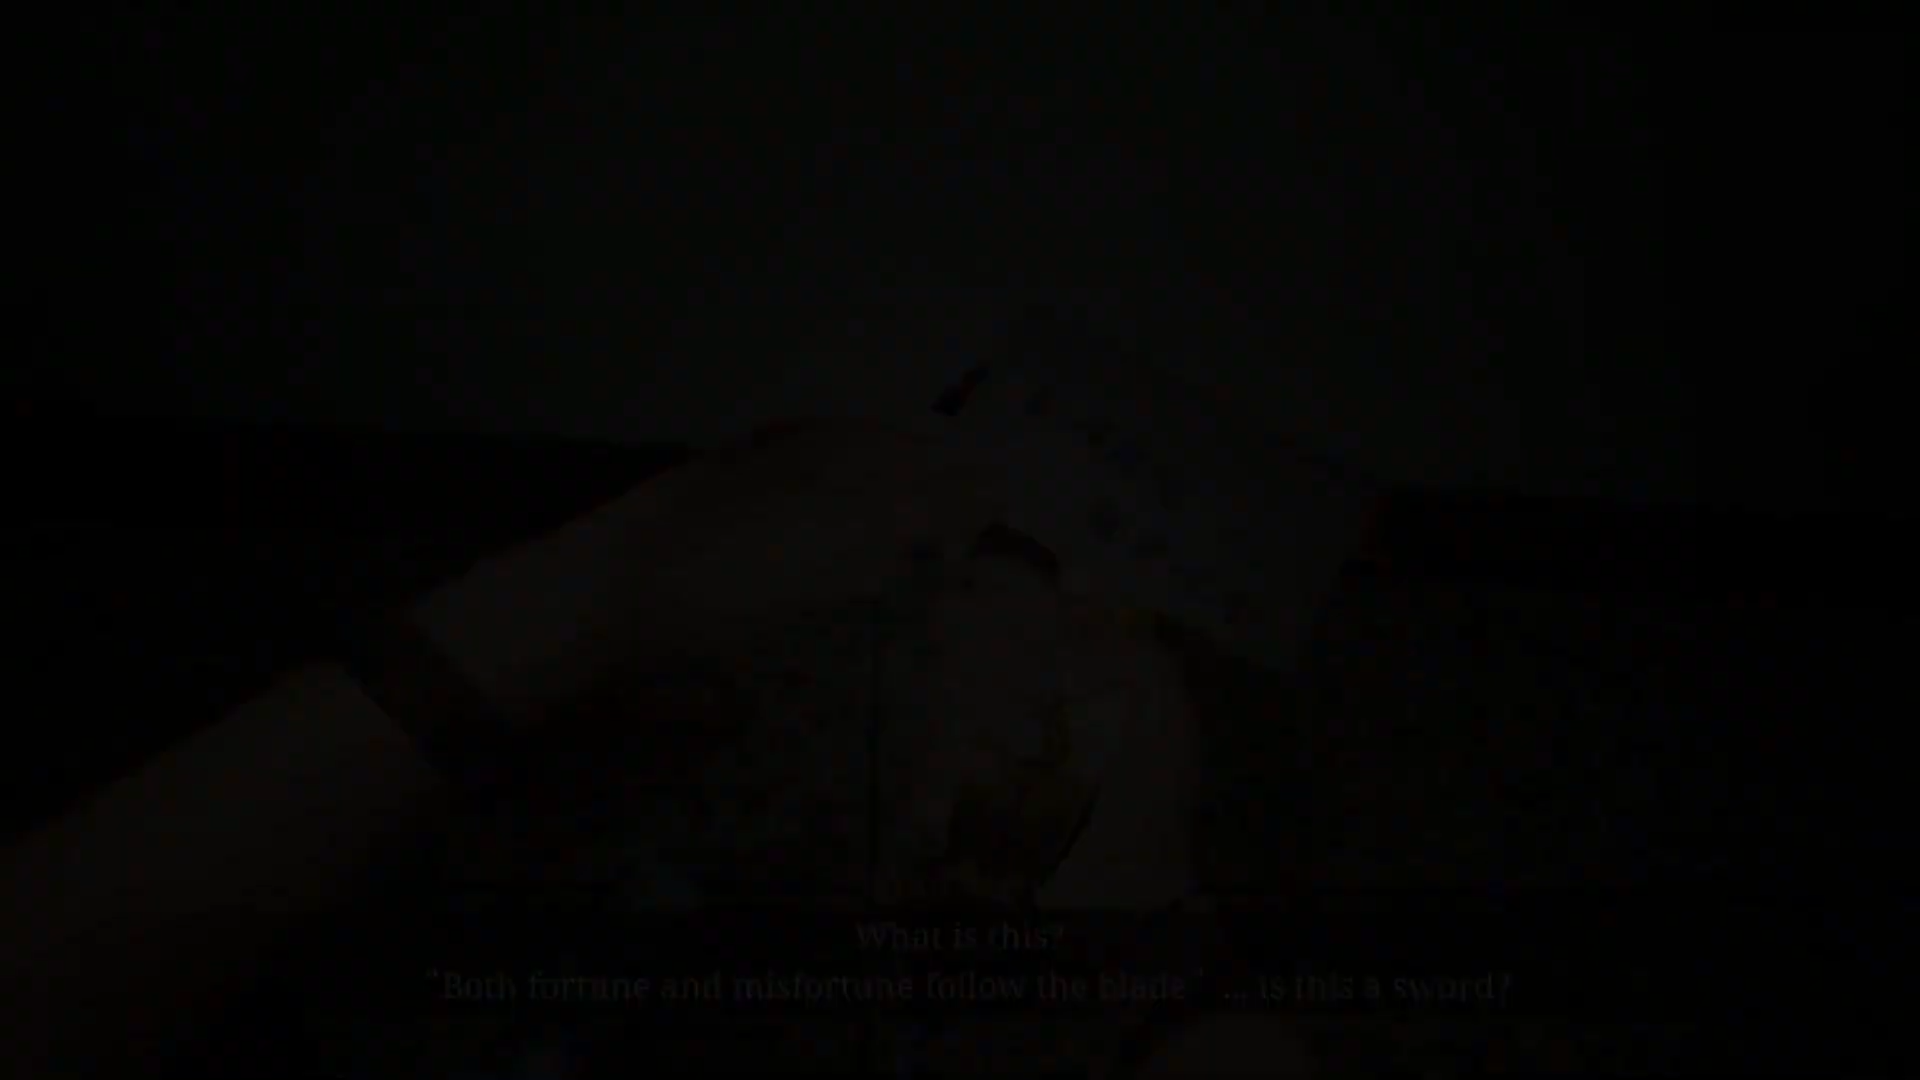 What is this?
"Both fortune and misfortune follow the blade" ... is this a sword?